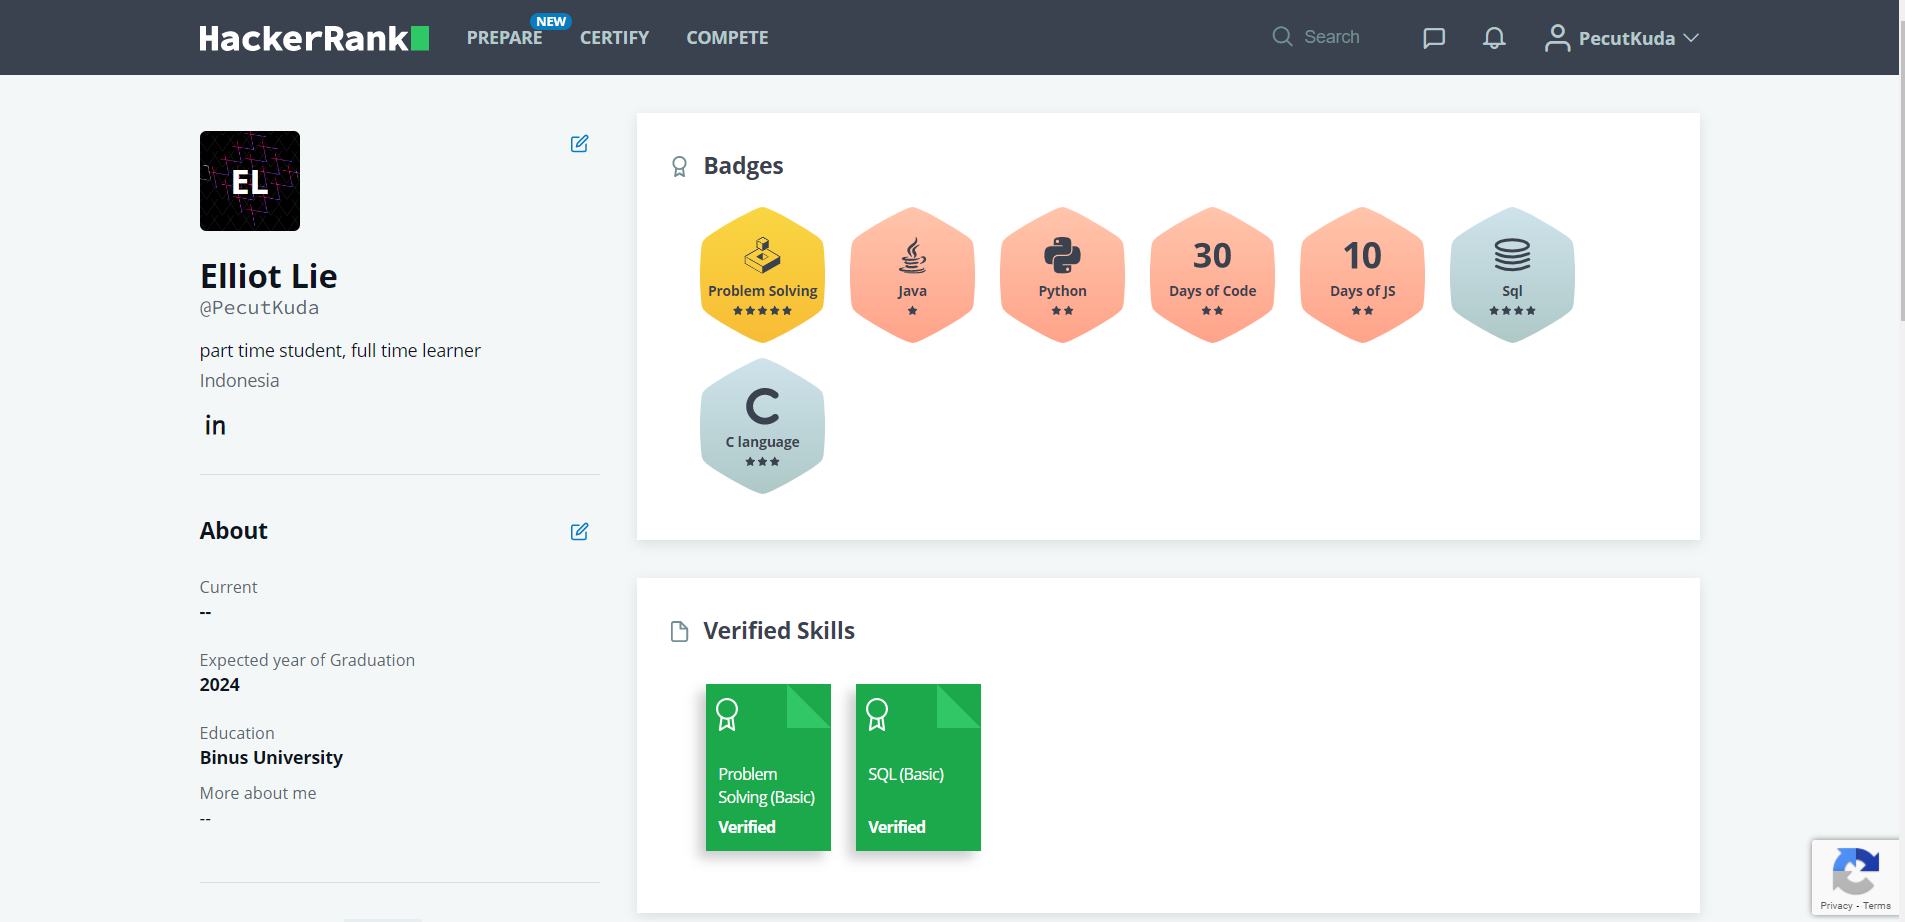 HackerRank
PREPARE
NEW
CERTIFY
COMPETE
Search
PecutKuda
EL
Elliot Lie
@PecutKuda
part time student, full time learner
Indonesia
in
About
Current
--
Expected year of Graduation
2024
Education
Binus University
More about me
--
Badges
Problem Solving
Java
Python
30
Days of Code
10
Days of JS
Sql
C
C language
Verified Skills
Problem
Solving (Basic)
Verified
SQL (Basic)
Verified
Privacy - Terms